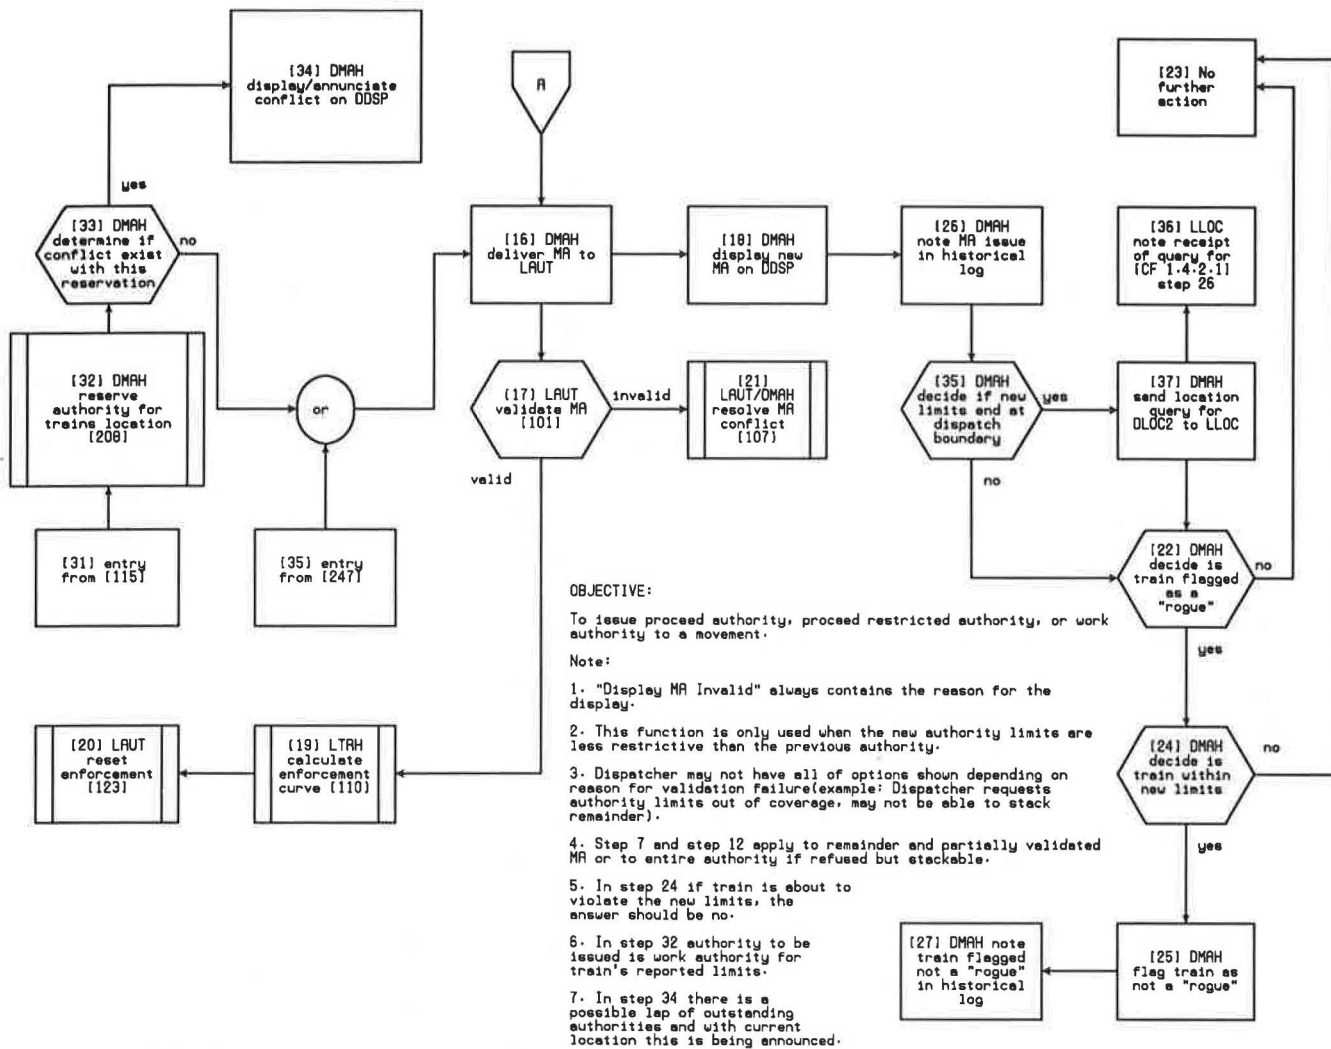 [34] DMAH
display/annunciate
conflict on DDSP
A
[23] No
further
action
yes
[33] DMAH
determine if
conflict exist
with this
reservation
no
[16] DMAH
deliver MA to
LAUT
[18] DMAH
display new
MA on DDSP
[26] DMAH
note MA issue
in historical
log
[36] LLOC
note receipt
of query for
[CF 1.4.2.1]
step 26
[32] DMAH
reserve
authority for
trains location
[208]
or
[17] LAUT
validate MA
[101]
invalid
valid
[21]
LAUT/DMAH
resolve MA
conflict
[107]
[35] DMAH
decide if new
limits end at
dispatch
boundary
yes
no
[37] DMAH
send location
query for
DLOC2 to LLOC
[31] entry
from [115]
[35] entry
from [247]
[22] DMAH
decide is
train flagged
as a
"rogue"
no
yes
OBJECTIVE:
To issue proceed authority, proceed restricted authority, or work
authority to a movement.
Note:
1. "Display MA Invalid" always contains the reason for the
display.
2. This function is only used when the new authority limits are
less restrictive than the previous authority.
3. Dispatcher may not have all of options shown depending on
reason for validation failure(example: Dispatcher requests
authority limits out of coverage, may not be able to stack
remainder).
4. Step 7 and step 12 apply to remainder and partially validated
MA or to entire authority if refused but stackable.
5. In step 24 if train is about to
violate the new limits, the
answer should be no.
6. In step 32 authority to be
issued is work authority for
train's reported limits.
7. In step 34 there is a
possible lap of outstanding
authorities and with current
location this is being announced.
[20] LAUT
reset
enforcement
[123]
[19] LTRH
calculate
enforcement
curve [110]
[24] DMAH
decide is
train within
new limits
no
yes
[27] DMAH note
train flagged
not a "rogue"
in historical
log
[25] DMAH
flag train as
not a "rogue"